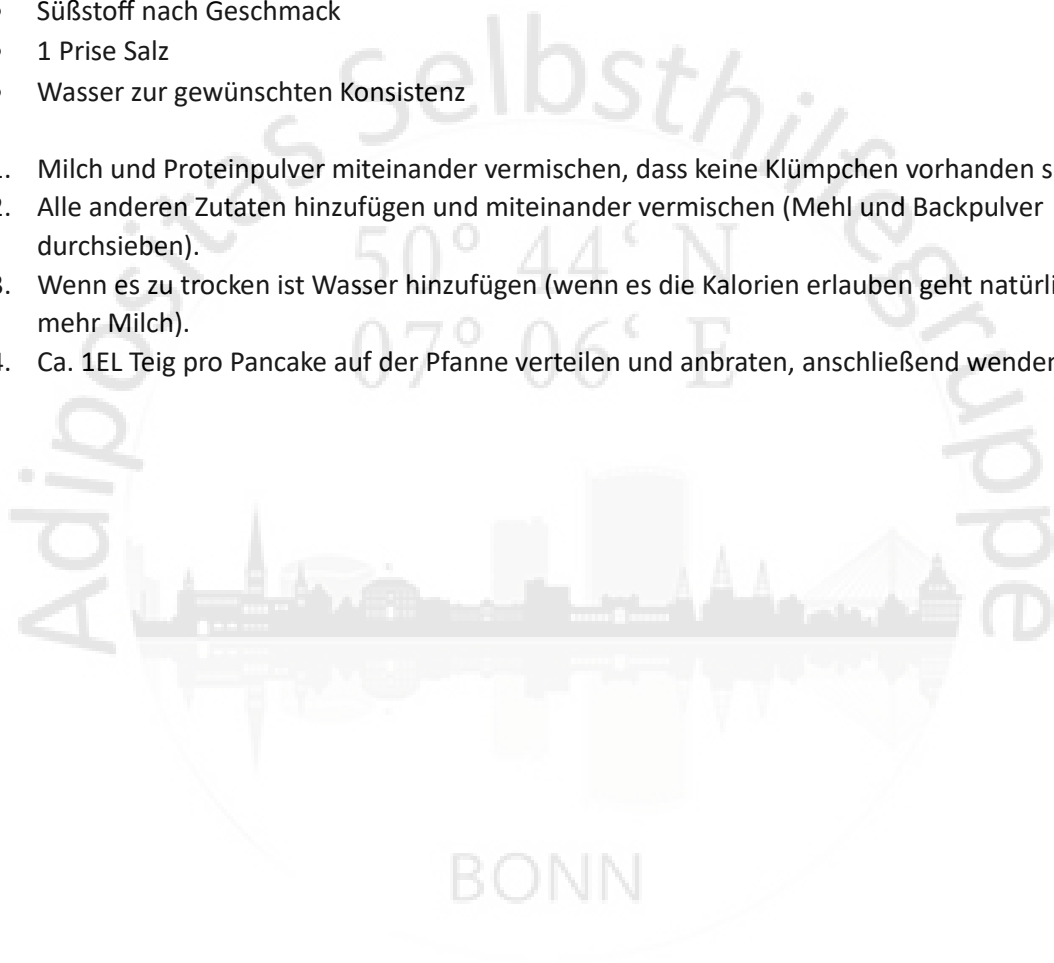 Süßstoff nach Geschmack
1 Prise Salz
Wasser zur gewünschten Konsistenz
1. Milch und Proteinpulver miteinander vermischen, dass keine Klümpchen vorhanden s
2. Alle anderen Zutaten hinzufügen und miteinander vermischen (Mehl und Backpulver
durchsieben).
3. Wenn es zu trocken ist Wasser hinzufügen (wenn es die Kalorien erlauben geht natürli
mehr Milch).
4. Ca. 1EL Teig pro Pancake auf der Pfanne verteilen und anbraten, anschließend wenden
Adipositas Selbsthilfegruppe
50° 44‘ N
07° 06‘ E
BONN